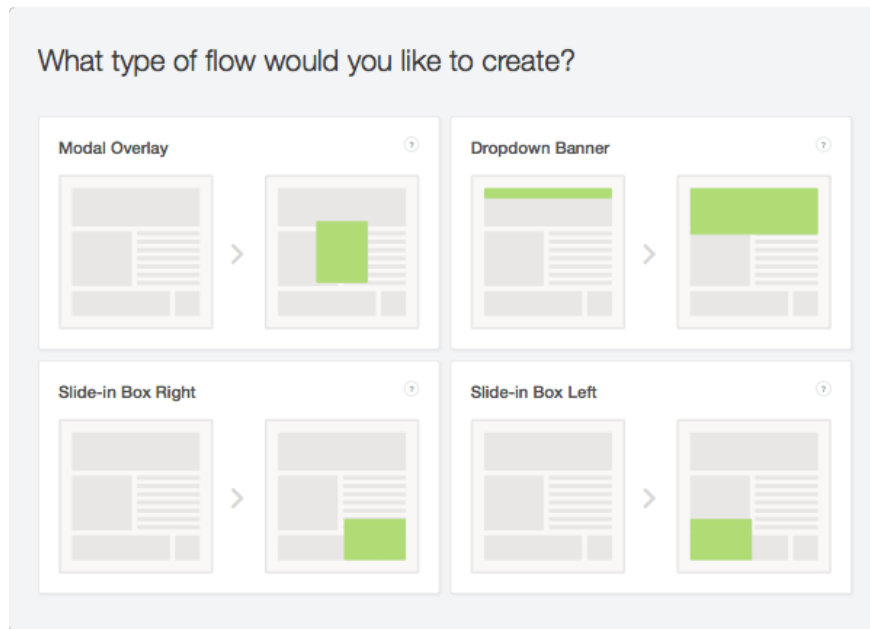 What type of flow would you like to create?
Modal Overlay
?
Dropdown Banner
?
Slide-in Box Right
?
Slide-in Box Left
?